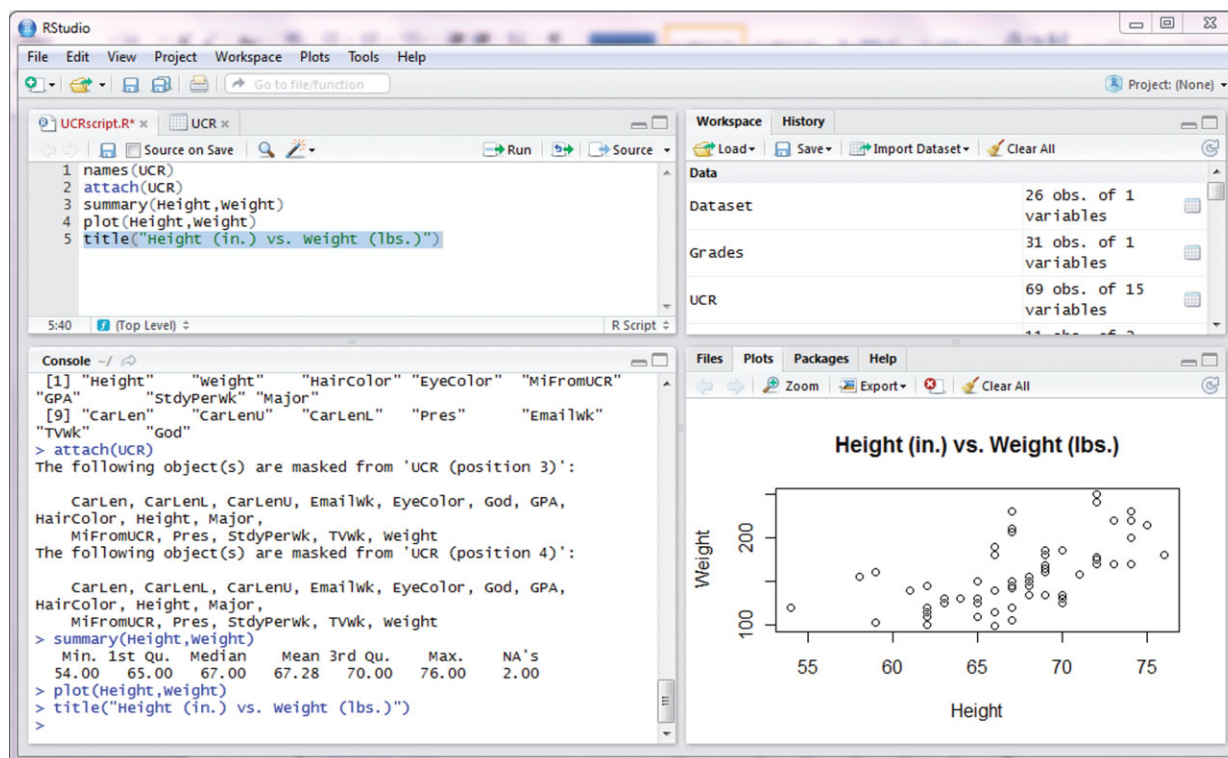 RStudio
File Edit View Project Workspace Plots Tools Help
Go to file/function
Project: (None)
UCRscript.R*
UCR
Source on Save
Run
Source
1 names(UCR)
2 attach(UCR)
3 summary(Height,Weight)
4 plot(Height,Weight)
5 title("Height (in.) vs. Weight (lbs.)")
5:40
(Top Level)
R Script
Console ~/
[1] "Height" "Weight" "HairColor" "EyeColor" "MiFromUCR"
"GPA" "StdyPerWk" "Major"
[9] "CarLen" "CarLenU" "CarLenL" "Pres" "EmailWk"
"TVWk" "God"
> attach(UCR)
The following object(s) are masked from 'UCR (position 3)':
CarLen, CarLenL, CarLenU, EmailWk, EyeColor, God, GPA,
HairColor, Height, Major,
MiFromUCR, Pres, StdyPerWk, TVWk, Weight
The following object(s) are masked from 'UCR (position 4)':
CarLen, CarLenL, CarLenU, EmailWk, EyeColor, God, GPA,
HairColor, Height, Major,
MiFromUCR, Pres, StdyPerWk, TVWk, Weight
> summary(Height,Weight)
Min. 1st Qu. Median Mean 3rd Qu. Max. NA's
54.00 65.00 67.00 67.28 70.00 76.00 2.00
> plot(Height,Weight)
> title("Height (in.) vs. Weight (lbs.)")
>
Workspace History
Load Save Import Dataset Clear All
Data
Dataset 26 obs. of 1
variables
Grades 31 obs. of 1
variables
UCR 69 obs. of 15
variables
Files Plots Packages Help
Zoom Export Clear All
Height (in.) vs. Weight (lbs.)
Weight
200
100
55 60 65 70 75
Height